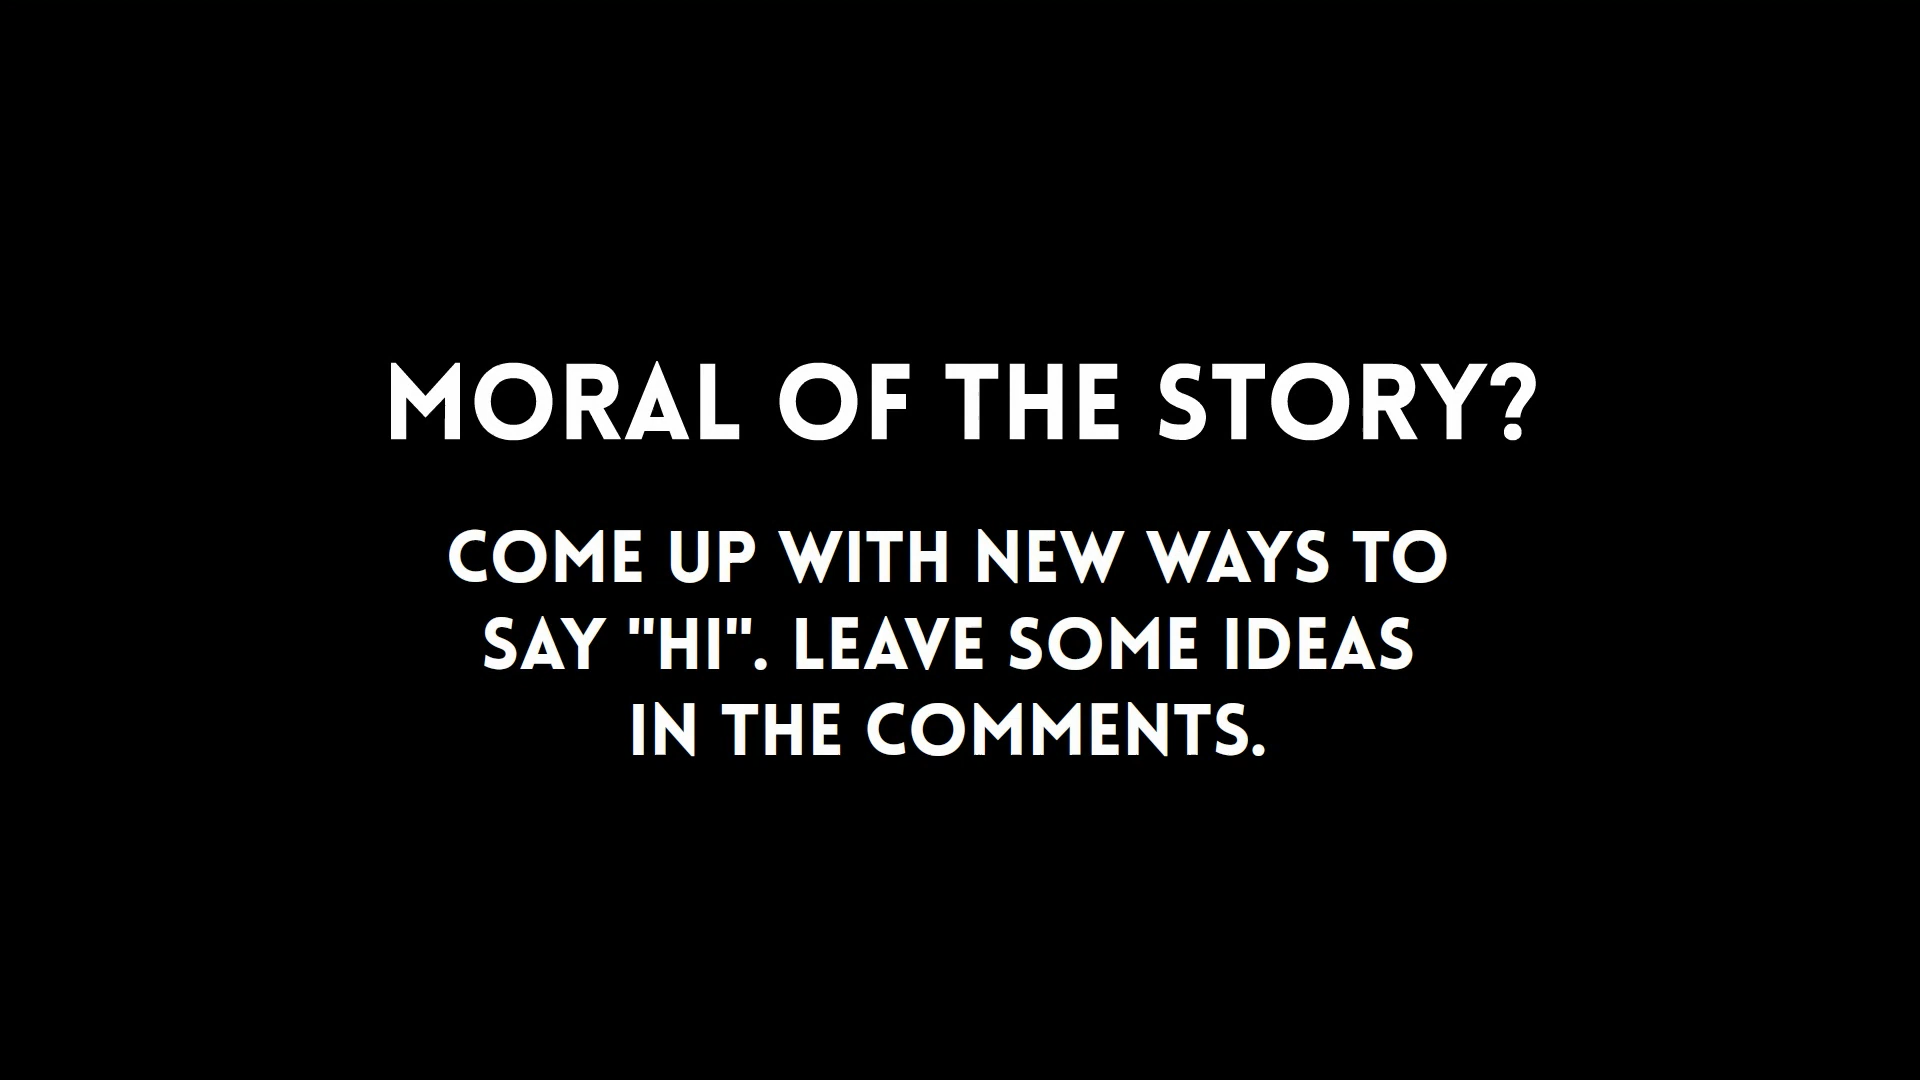 MORAL OF THE STORY?
COME UP WITH NEW WAYS TO
SAY "HI". LEAVE SOME IDEAS
IN THE COMMENTS.